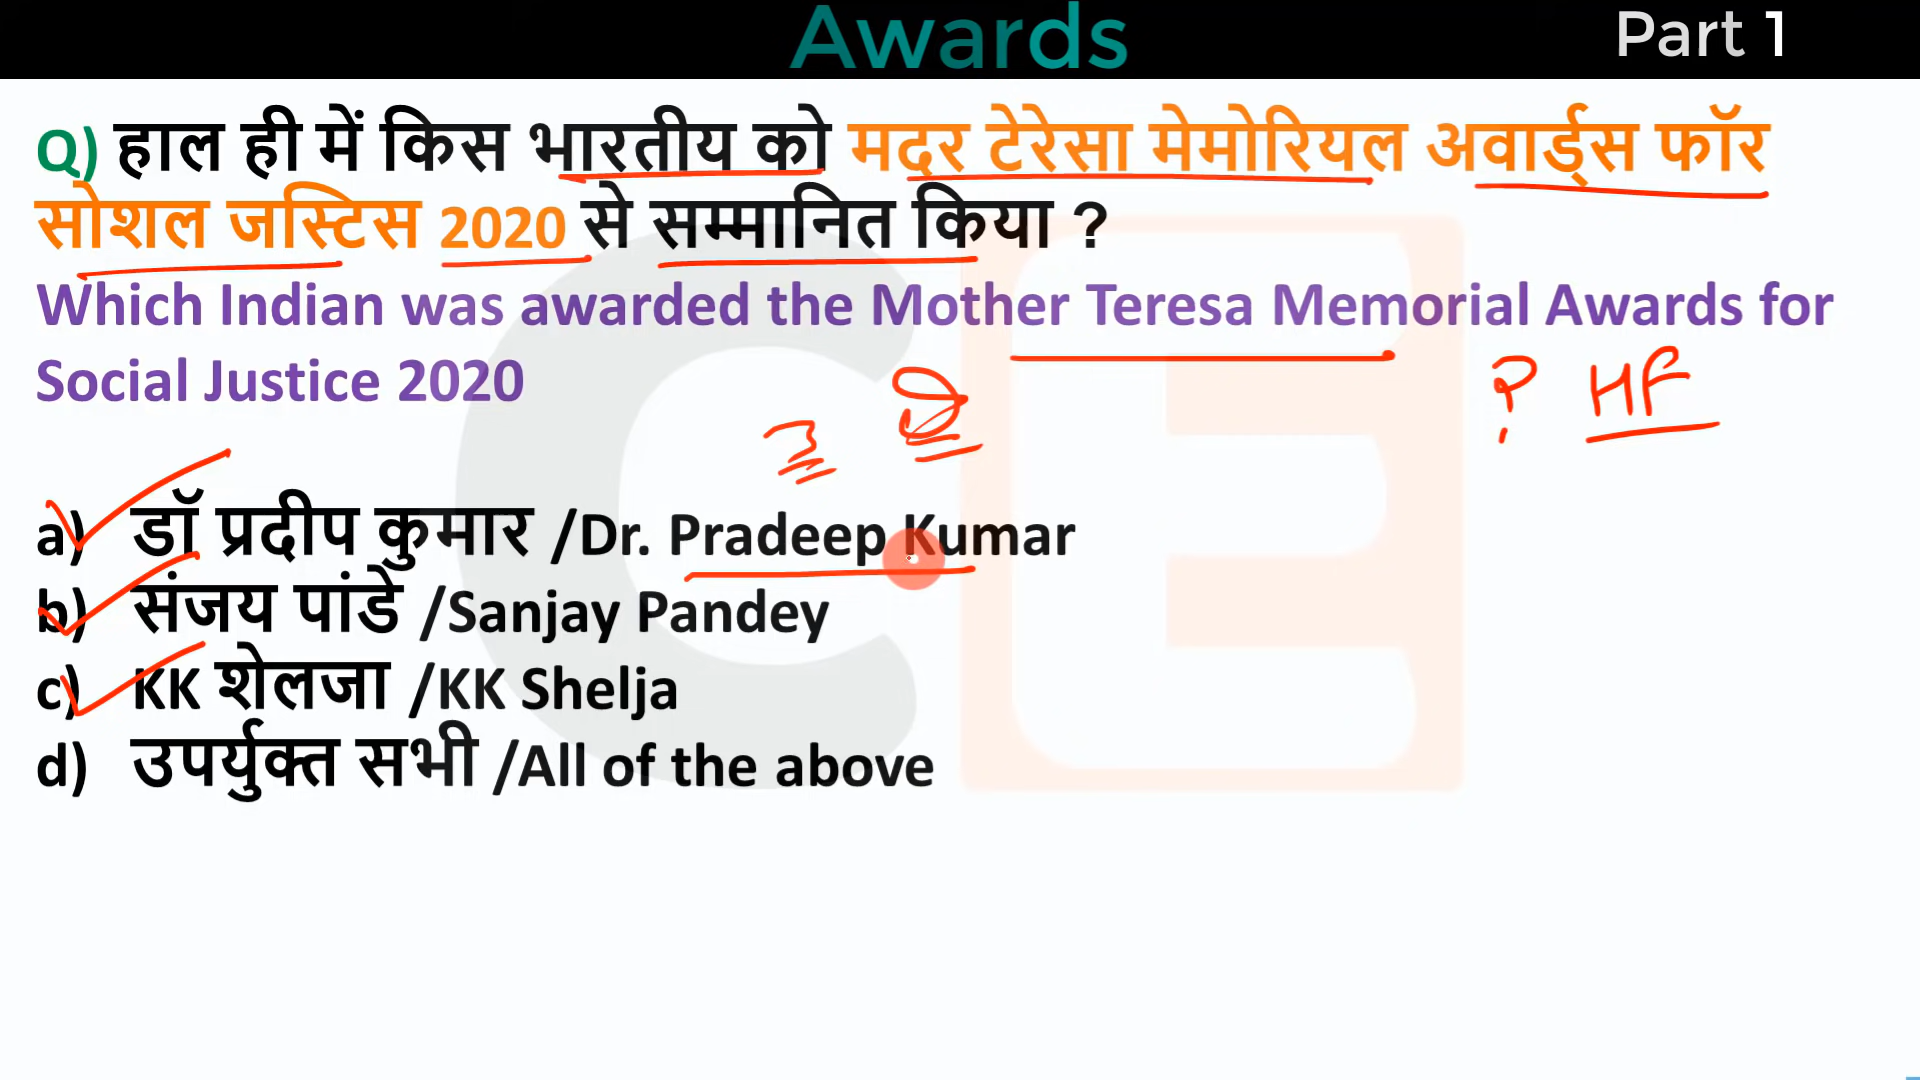 Awards
Part 1
Q) हाल ही में किस भारतीय को मदर टेरेसा मेमोरियल अवार्ड्स फॉर
सोशल जस्टिस 2020 से सम्मानित किया ?
Which Indian was awarded the Mother Teresa Memorial Awards for
Social Justice 2020
? HF
3
a) डॉ प्रदीप कुमार /Dr. Pradeep Kumar
b) संजय पांडे /Sanjay Pandey
c) KK शेलजा /KK Shelja
d) उपर्युक्त सभी /All of the above
CE